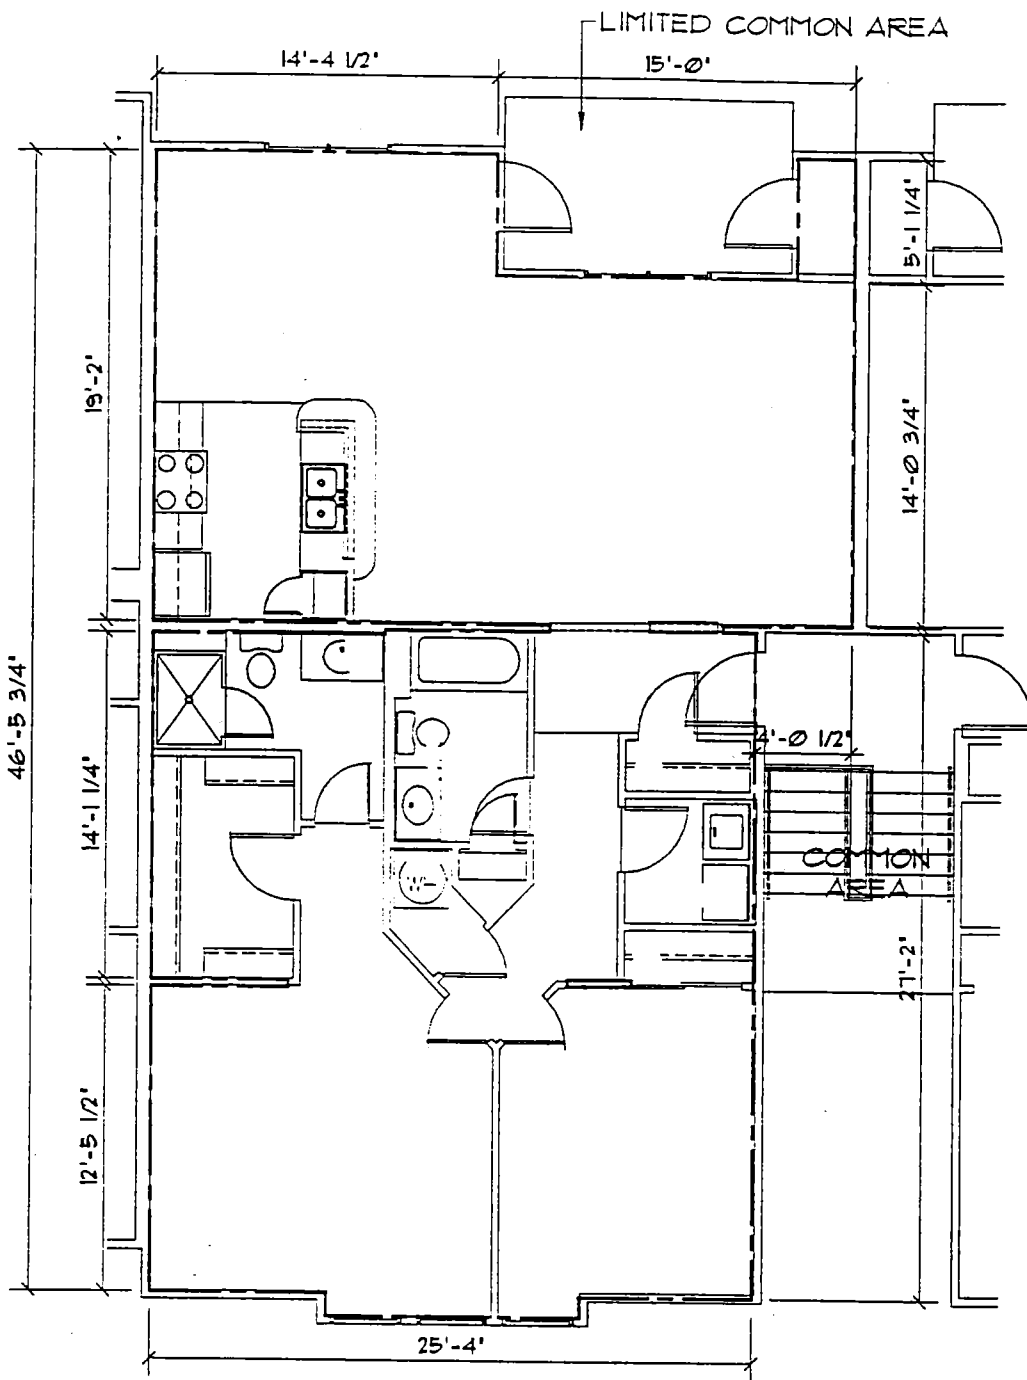 LIMITED COMMON AREA
14'-4 1/2"
15'-0"
5'-1 1/4"
19'-2"
14'-0 3/4"
46'-5 3/4"
4'-0 1/2"
14'-1 1/4"
WH
COMMON
AREA
27'-2"
12'-5 1/2"
25'-4"